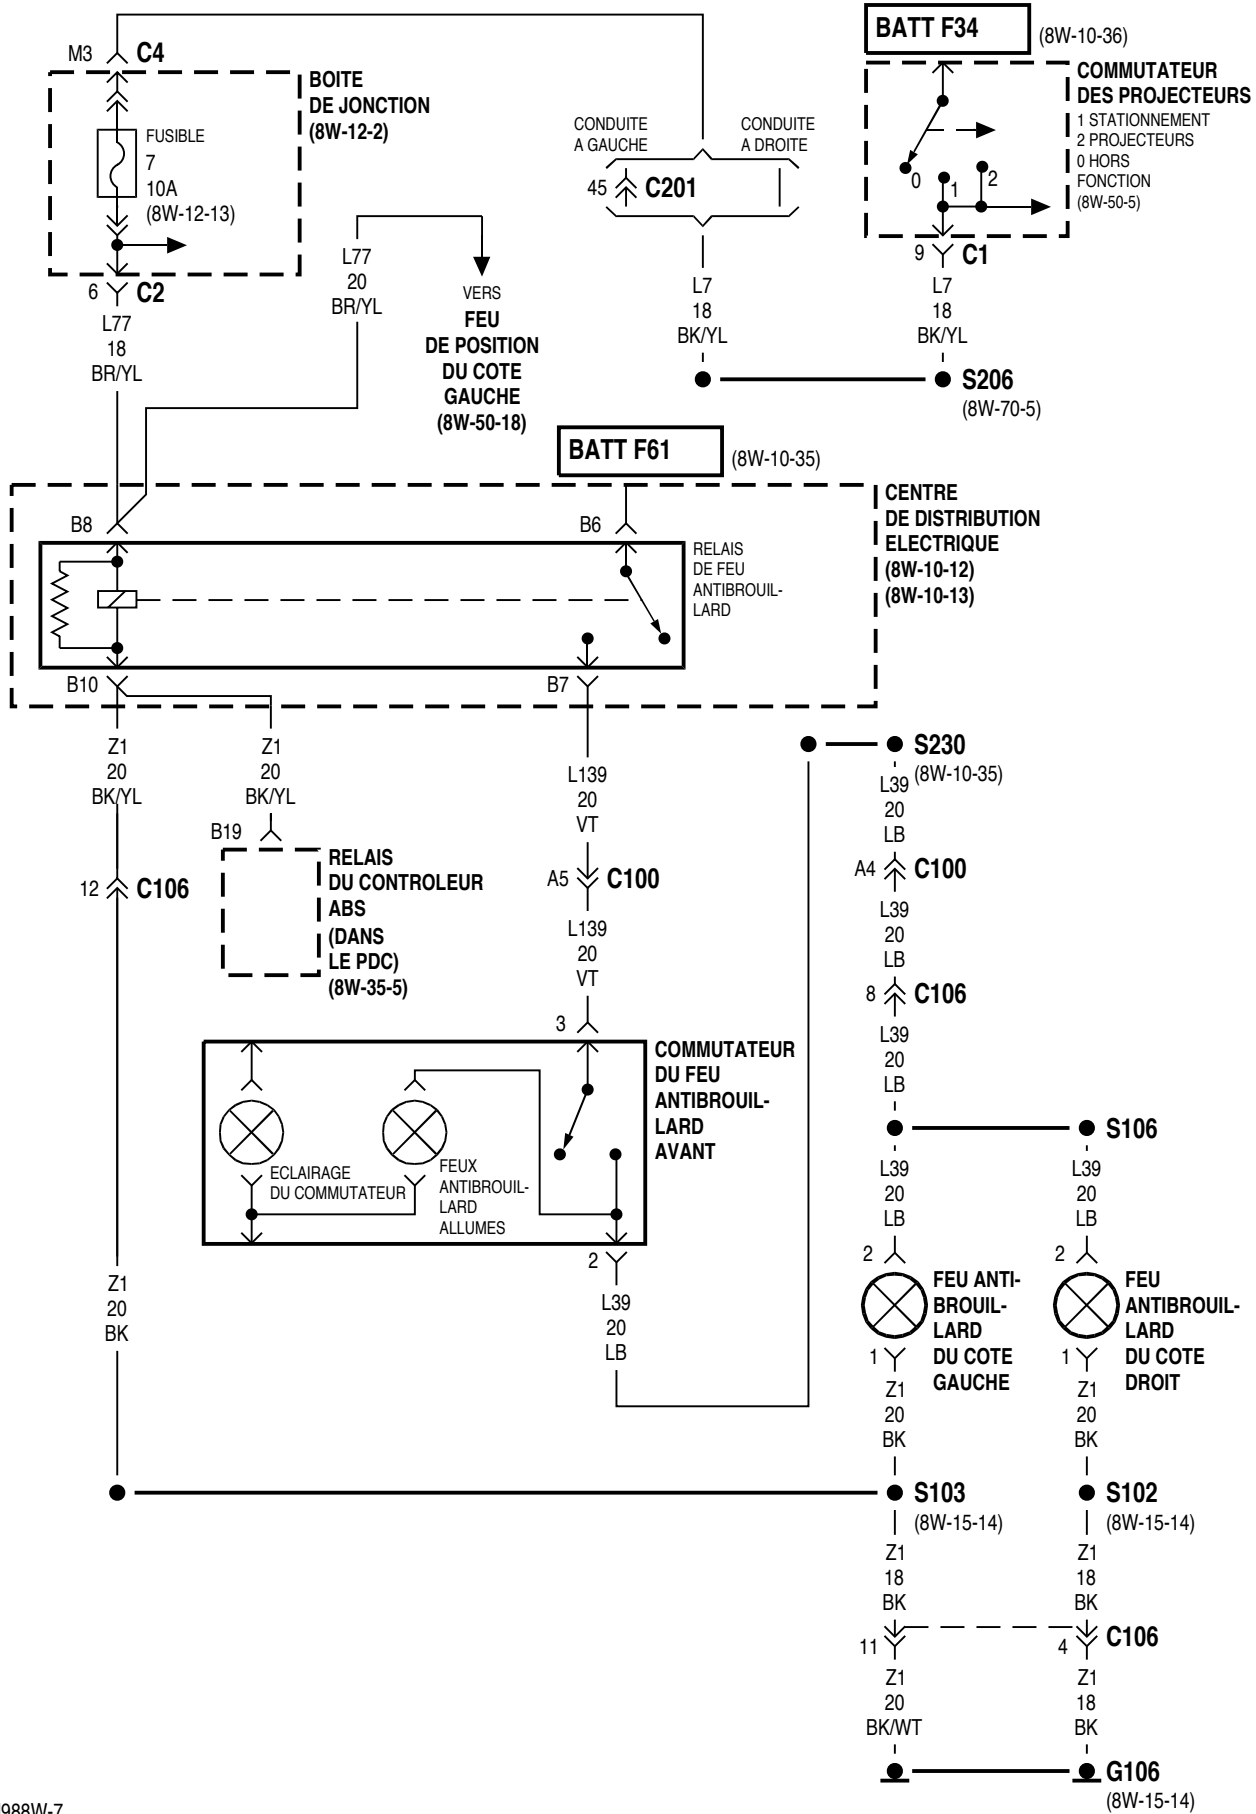 BATT F34
(8W-10-36)
M3
C4
BOITE
DE JONCTION
(8W-12-2)
FUSIBLE
7
10A
(8W-12-13)
6
C2
L77
18
BR/YL
L77
20
BR/YL
VERS
FEU
DE POSITION
DU COTE
GAUCHE
(8W-50-18)
CONDUITE
A GAUCHE
CONDUITE
A DROITE
45
C201
L7
18
BK/YL
COMMUTATEUR
DES PROJECTEURS
1 STATIONNEMENT
2 PROJECTEURS
0 HORS
FONCTION
(8W-50-5)
0
1
2
9
C1
L7
18
BK/YL
S206
(8W-70-5)
BATT F61
(8W-10-35)
CENTRE
DE DISTRIBUTION
ELECTRIQUE
(8W-10-12)
(8W-10-13)
B8
B6
RELAIS
DE FEU
ANTIBROUIL-
LARD
B10
B7
Z1
20
BK/YL
Z1
20
BK/YL
B19
RELAIS
DU CONTROLEUR
ABS
(DANS
LE PDC)
(8W-35-5)
12
C106
L139
20
VT
A5
C100
L139
20
VT
3
S230
(8W-10-35)
L39
20
LB
A4
C100
L39
20
LB
8
C106
L39
20
LB
S106
COMMUTATEUR
DU FEU
ANTIBROUIL-
LARD
AVANT
ECLAIRAGE
DU COMMUTATEUR
FEUX
ANTIBROUIL-
LARD
ALLUMES
2
L39
20
LB
Z1
20
BK
L39
20
LB
L39
20
LB
2
2
FEU ANTI-
BROUIL-
LARD
DU COTE
GAUCHE
FEU
ANTIBROUIL-
LARD
DU COTE
DROIT
1
1
Z1
20
BK
Z1
20
BK
S103
(8W-15-14)
S102
(8W-15-14)
Z1
18
BK
Z1
18
BK
11
4
C106
Z1
20
BK/WT
Z1
18
BK
G106
(8W-15-14)
988W-7